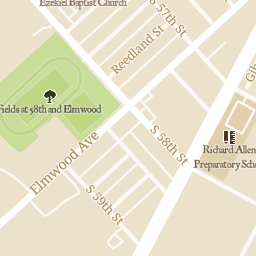 Ezekiel Baptist Church
S 57th St
Reedland St
Fields at 58th and Elmwood
S 58th St
Richard Allen
Preparatory Scho
Elmwood Ave
S 59th St